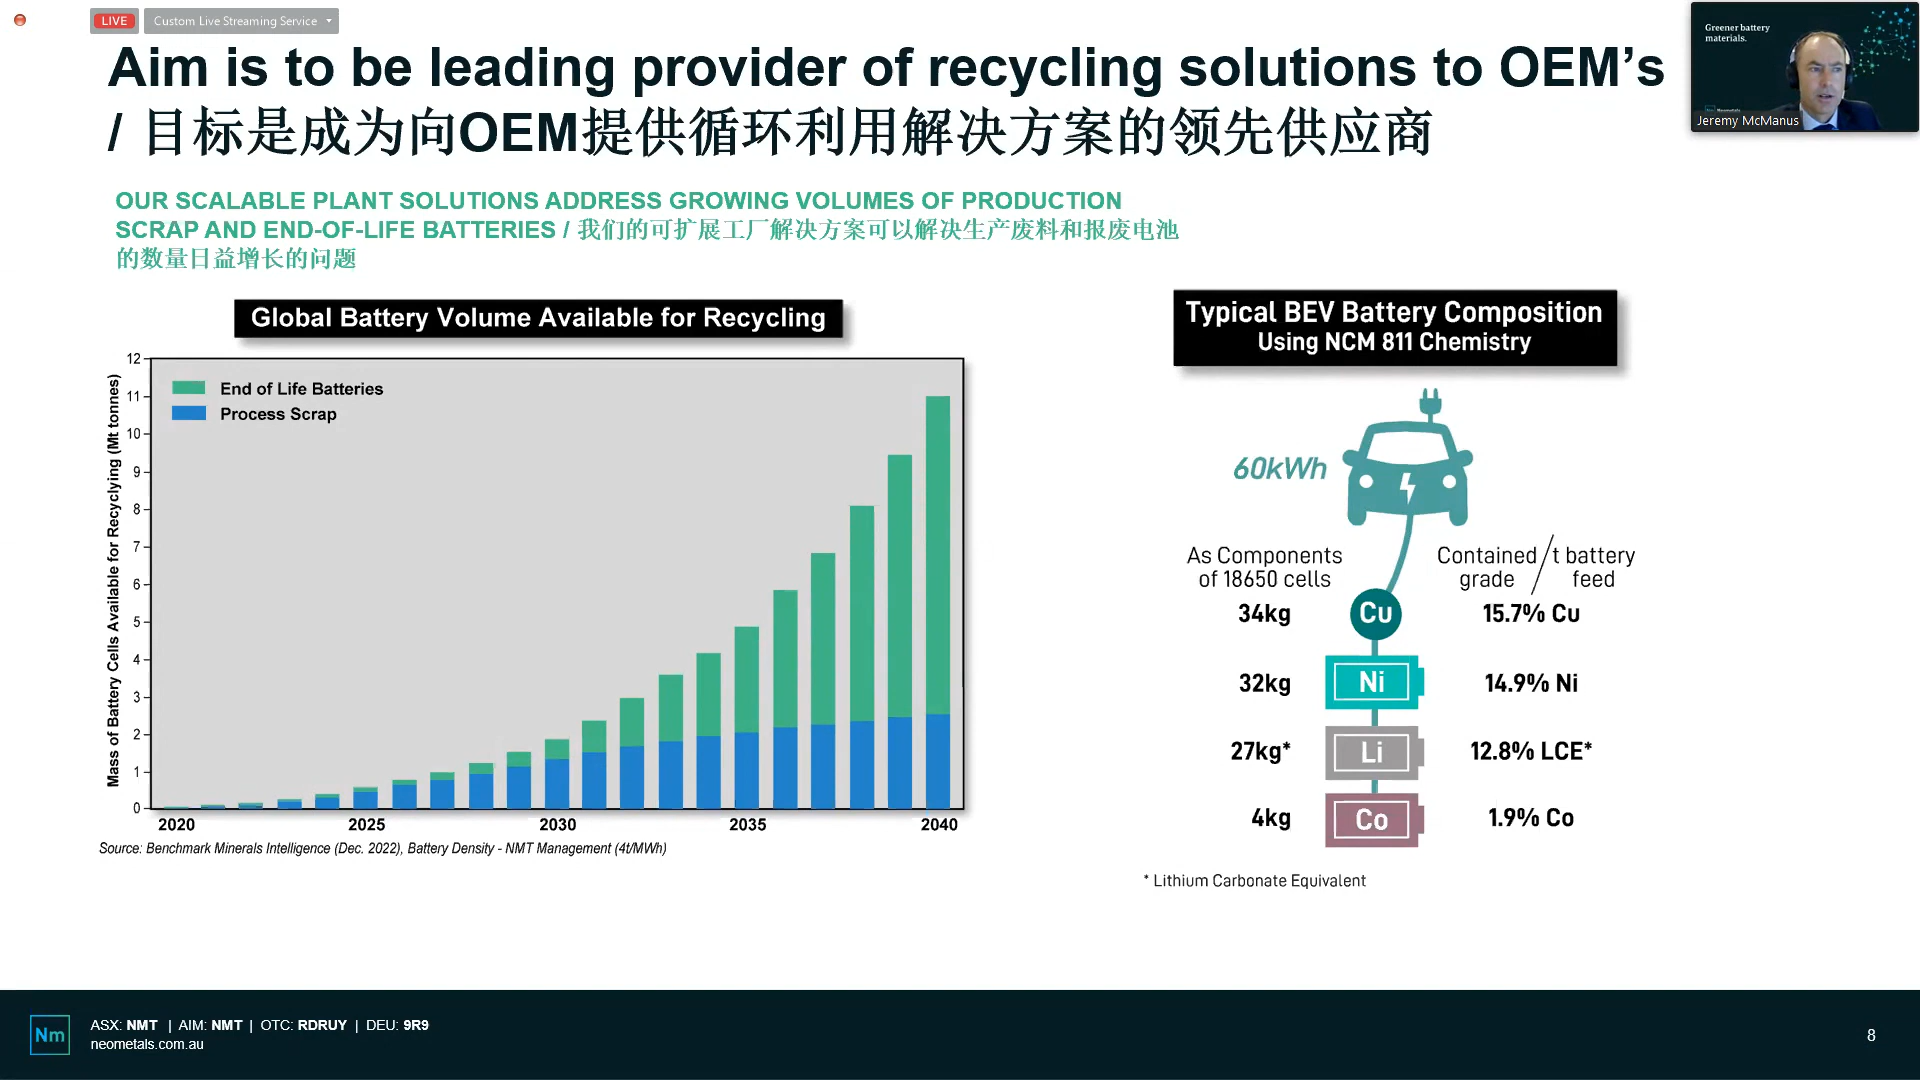 LIVE
Custom Live Streaming Service
Aim is to be leading provider of recycling solutions to OEM’s
/ 目标是成为向OEM提供循环利用解决方案的领先供应商
Greener battery
materials.
Neometals
Jeremy McManus
OUR SCALABLE PLANT SOLUTIONS ADDRESS GROWING VOLUMES OF PRODUCTION
SCRAP AND END-OF-LIFE BATTERIES / 我们的可扩展工厂解决方案可以解决生产废料和报废电池
的数量日益增长的问题
Global Battery Volume Available for Recycling
Mass of Battery Cells Available for Recyclying (Mt tonnes)
12
11
10
9
8
7
6
5
4
3
2
1
0
End of Life Batteries
Process Scrap
2020 2025 2030 2035 2040
Source: Benchmark Minerals Intelligence (Dec. 2022), Battery Density - NMT Management (4t/MWh)
Typical BEV Battery Composition
Using NCM 811 Chemistry
60kWh
As Components
of 18650 cells
Contained / t battery
grade feed
34kg Cu 15.7% Cu
32kg Ni 14.9% Ni
27kg* Li 12.8% LCE*
4kg Co 1.9% Co
* Lithium Carbonate Equivalent
Nm
ASX: NMT | AIM: NMT | OTC: RDRUY | DEU: 9R9
neometals.com.au
8